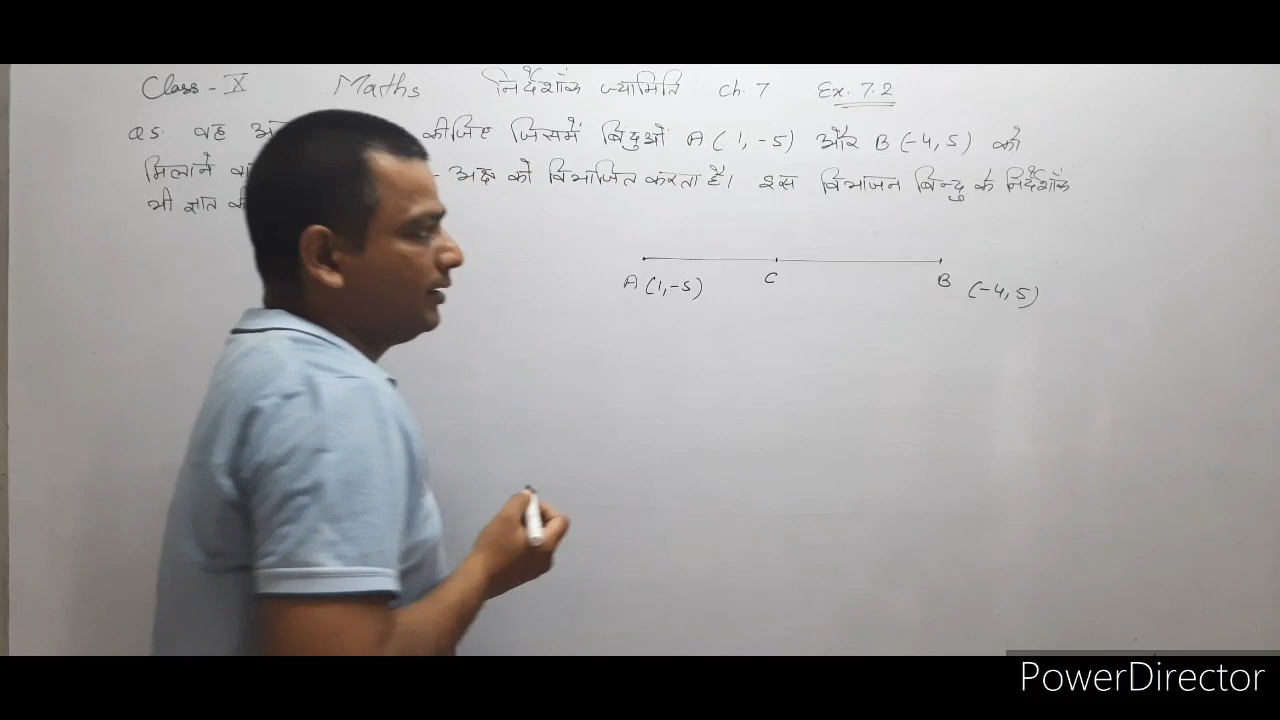 Class - X Maths निर्देशांक ज्यामिति ch. 7 Ex. 7.2
Q5. वह कीजिए जिसमें बिंदुओं A (1, -5) और B (-4, 5) को
मिलाने - अक्ष को विभाजित करता है। इस विभाजन बिन्दु के निर्देशांक
भी ज्ञात
A (1, -5) C B (-4, 5)
PowerDirector